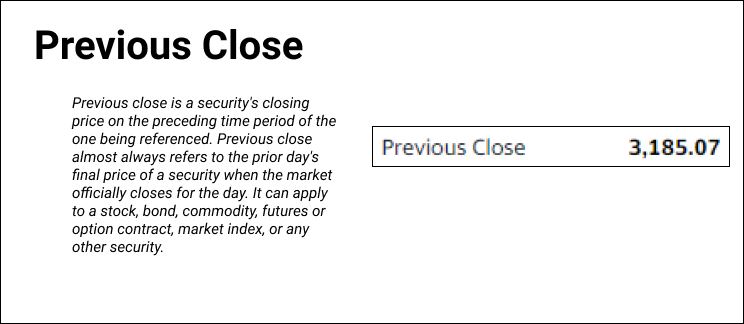 Previous Close
Previous close is a security's closing
price on the preceding time period of the
one being referenced. Previous close
almost always refers to the prior day's
final price of a security when the market
officially closes for the day. It can apply
to a stock, bond, commodity, futures or
option contract, market index, or any
other security.
Previous Close 3,185.07